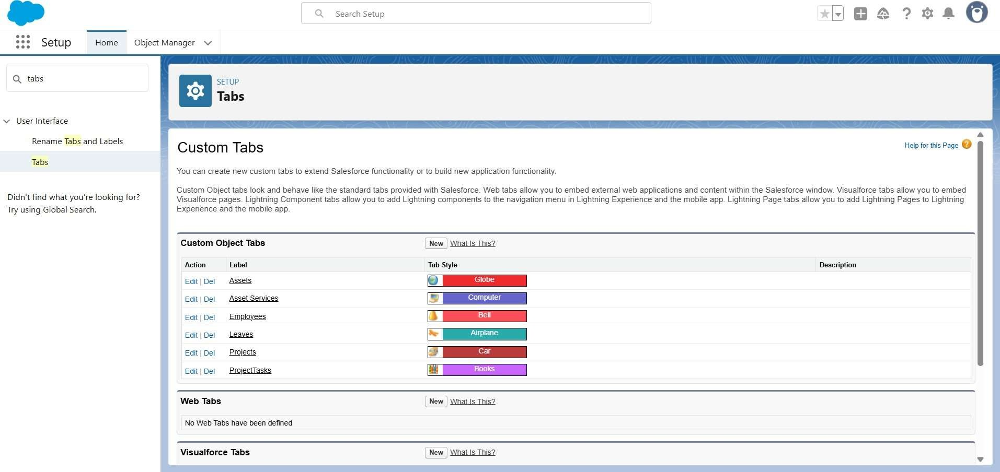 Search Setup
Setup
Home
Object Manager
tabs
User Interface
Rename Tabs and Labels
Tabs
Didn't find what you're looking for?
Try using Global Search.
SETUP
Tabs
Custom Tabs
Help for this Page ?
You can create new custom tabs to extend Salesforce functionality or to build new application functionality.
Custom Object tabs look and behave like the standard tabs provided with Salesforce. Web tabs allow you to embed external web applications and content within the Salesforce window. Visualforce tabs allow you to embed
Visualforce pages. Lightning Component tabs allow you to add Lightning components to the navigation menu in Lightning Experience and the mobile app. Lightning Page tabs allow you to add Lightning Pages to Lightning
Experience and the mobile app.
Custom Object Tabs New What Is This?
Action Label Tab Style Description
Edit | Del Assets Globe
Edit | Del Asset Services Computer
Edit | Del Employees Bell
Edit | Del Leaves Airplane
Edit | Del Projects Car
Edit | Del ProjectTasks Books
Web Tabs New What Is This?
No Web Tabs have been defined
Visualforce Tabs New What Is This?